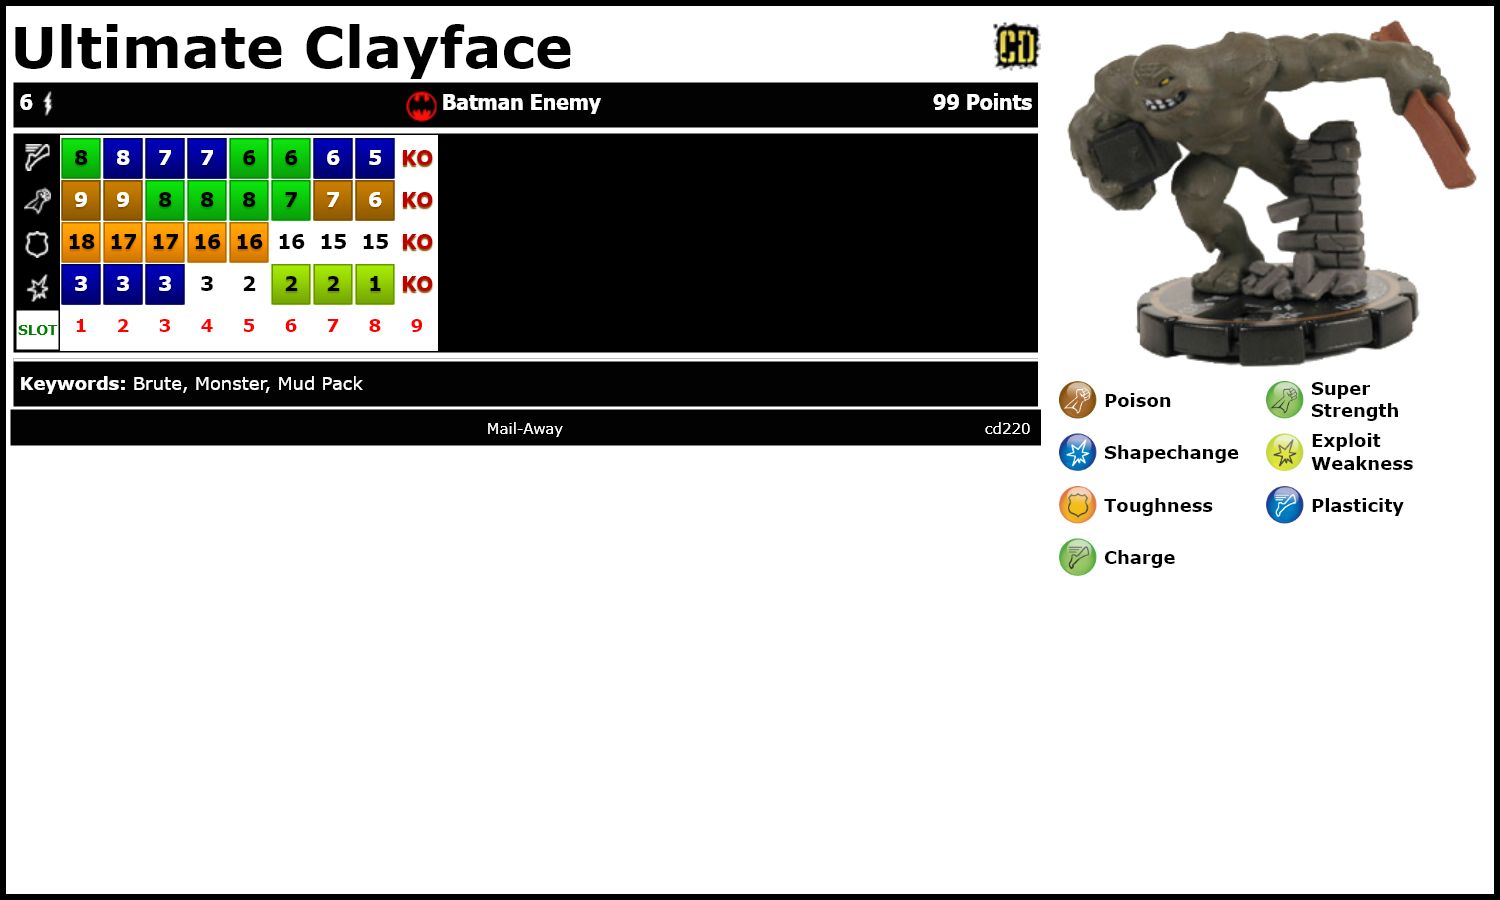 Ultimate Clayface
CD
6 Batman Enemy 99 Points
8 8 7 7 6 6 6 5 KO
9 9 8 8 8 7 7 6 KO
18 17 17 16 16 16 15 15 KO
3 3 3 3 2 2 2 1 KO
SLOT 1 2 3 4 5 6 7 8 9
Keywords: Brute, Monster, Mud Pack
Mail-Away cd220
Poison
Super
Strength
Shapechange
Exploit
Weakness
Toughness
Plasticity
Charge